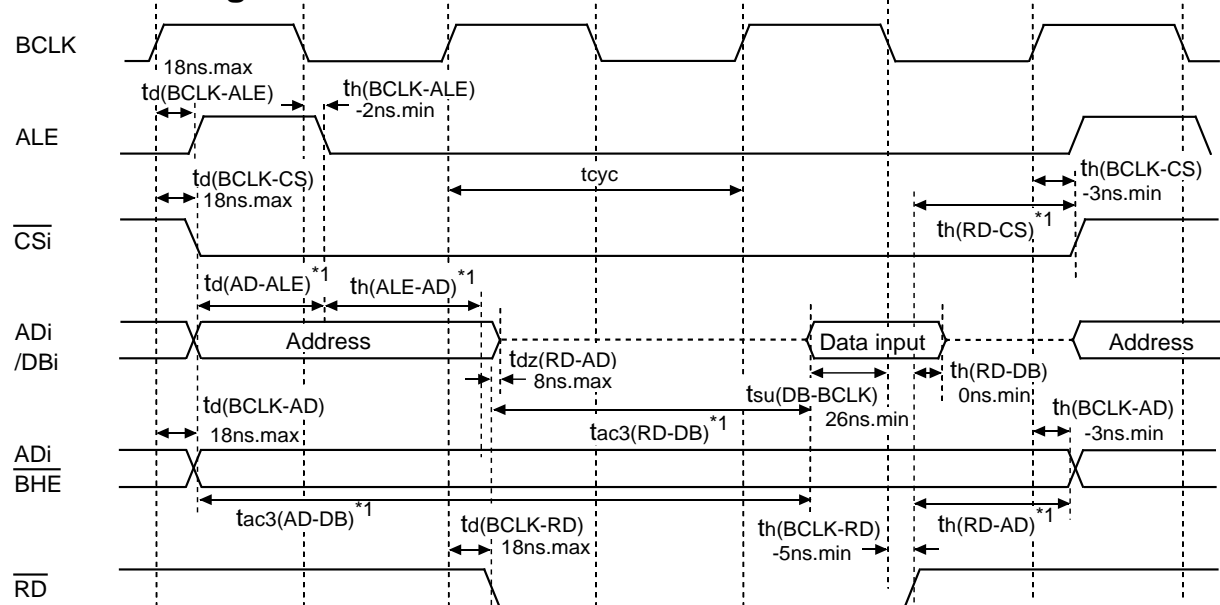 BCLK
18ns.max
td(BCLK-ALE)
th(BCLK-ALE)
-2ns.min
ALE
td(BCLK-CS)
18ns.max
tcyc
th(BCLK-CS)
-3ns.min
th(RD-CS)*1
CSi
td(AD-ALE)*1
th(ALE-AD)*1
ADi
/DBi
Address
Data input
Address
tdz(RD-AD)
8ns.max
tsu(DB-BCLK)
26ns.min
th(RD-DB)
0ns.min
td(BCLK-AD)
18ns.max
tac3(RD-DB)*1
th(BCLK-AD)
-3ns.min
ADi
BHE
tac3(AD-DB)*1
td(BCLK-RD)
18ns.max
th(BCLK-RD)
-5ns.min
th(RD-AD)*1
RD